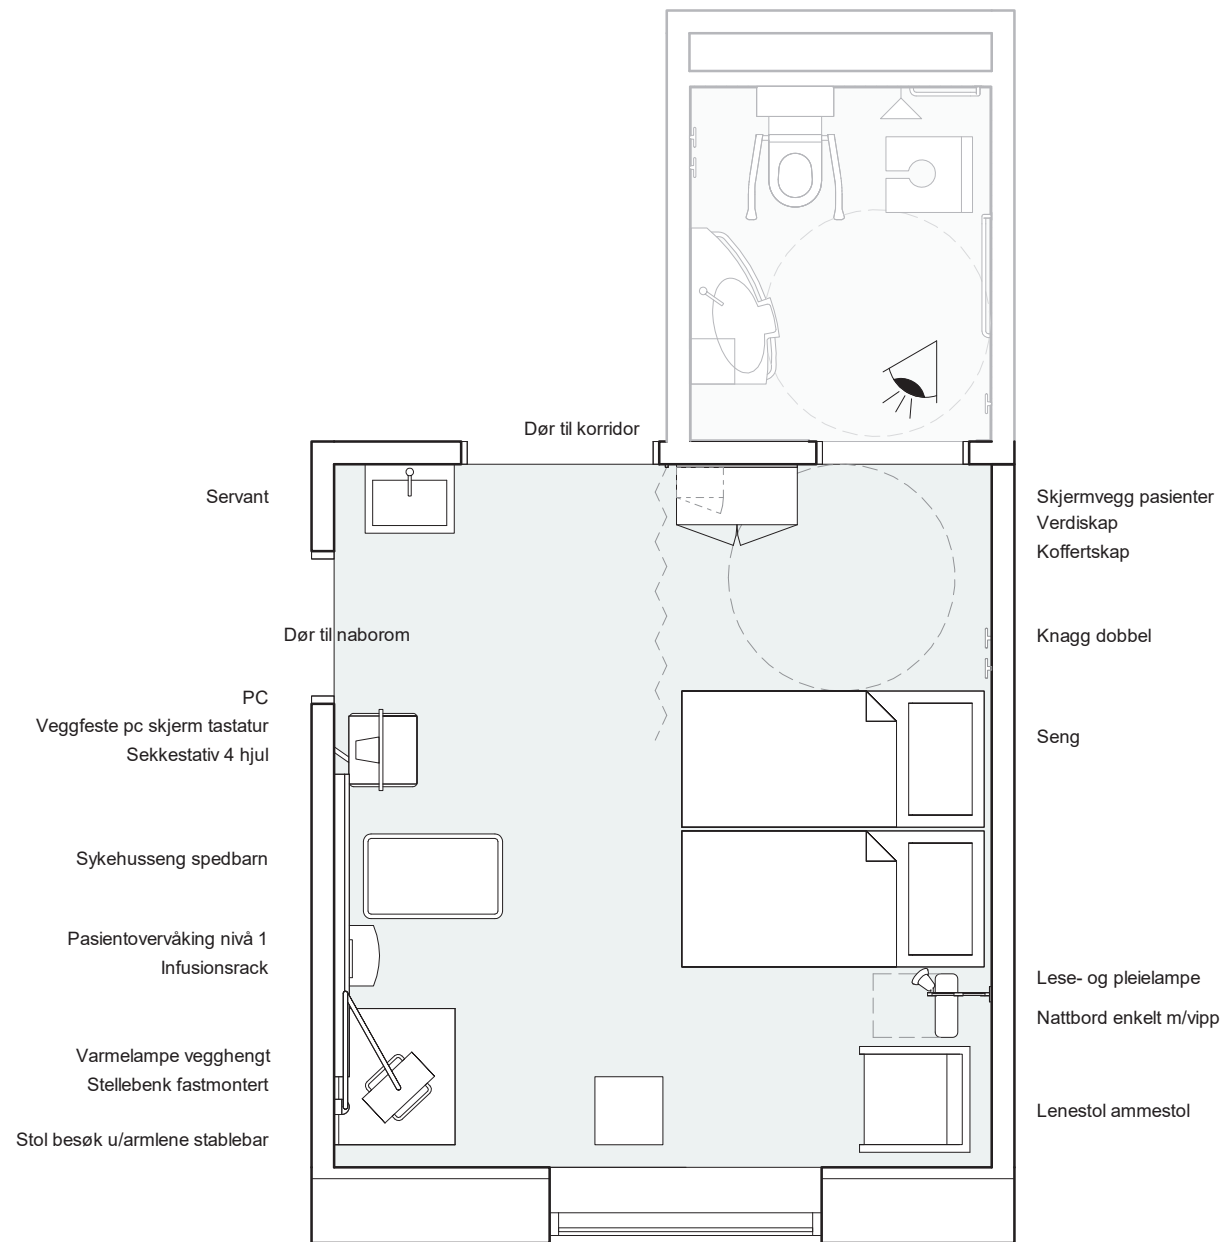 Dør til korridor
Servant
Dør til naborom
PC
Veggfeste pc skjerm tastatur
Sekkestativ 4 hjul
Sykehusseng spedbarn
Pasientovervåking nivå 1
Infusionsrack
Varmelampe vegghengt
Stellebenk fastmontert
Stol besøk u/armlene stablebar
Skjermvegg pasienter
Verdiskap
Koffertskap
Knagg dobbel
Seng
Lese- og pleielampe
Nattbord enkelt m/vipp
Lenestol ammestol